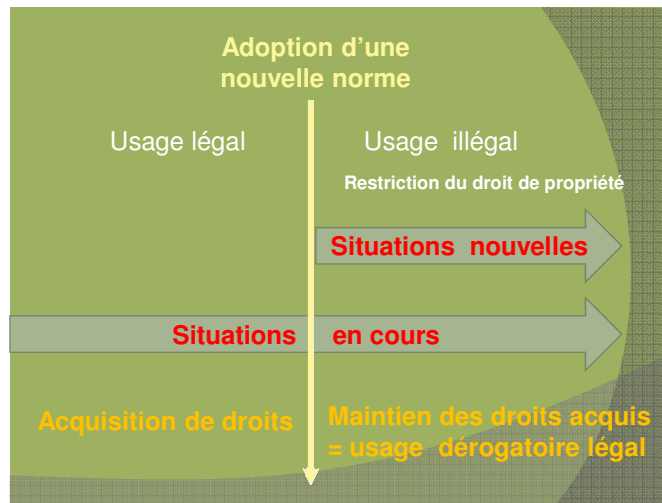 Adoption d’une
nouvelle norme
Usage légal
Usage illégal
Restriction du droit de propriété
Situations nouvelles
Situations en cours
Acquisition de droits
Maintien des droits acquis
= usage dérogatoire légal